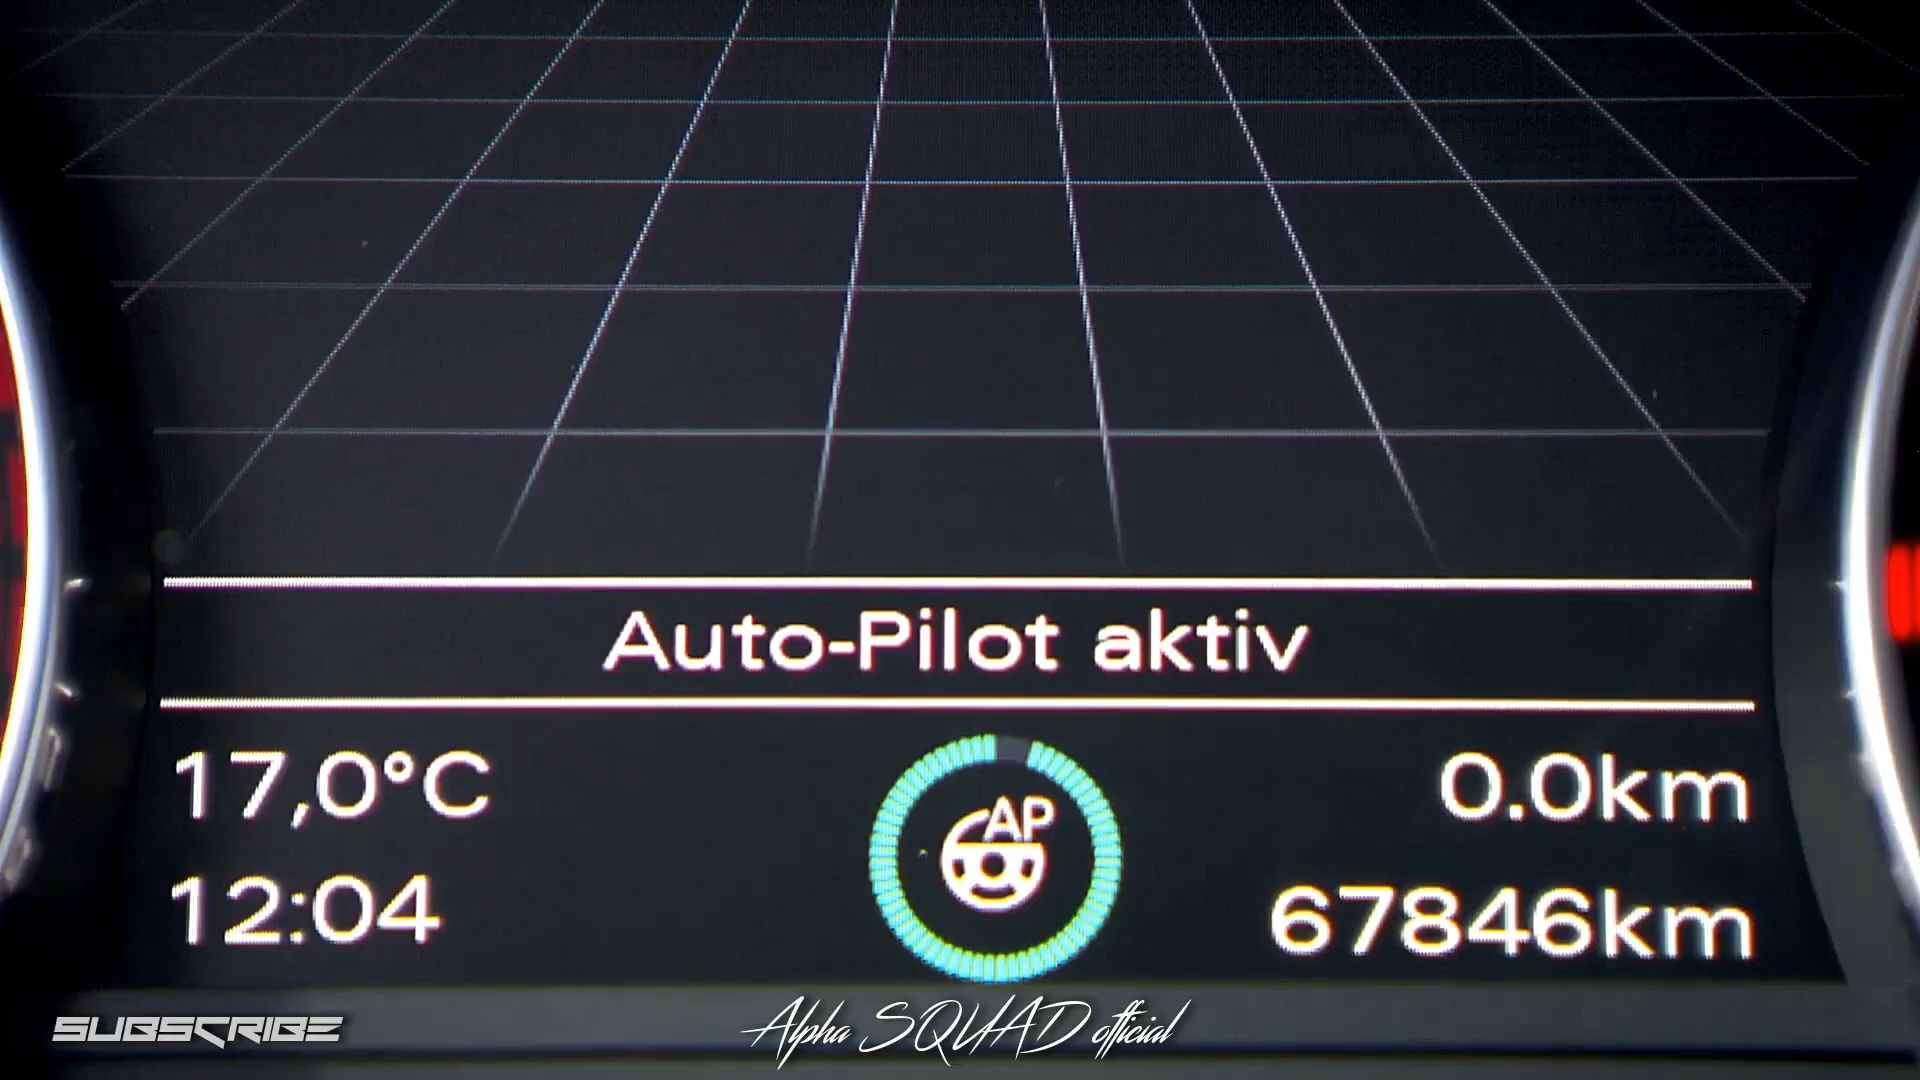 Auto-Pilot aktiv
17,0°C
AP
0.0km
12:04
67846km
SUBSCRIBE
Alpha SQUAD official